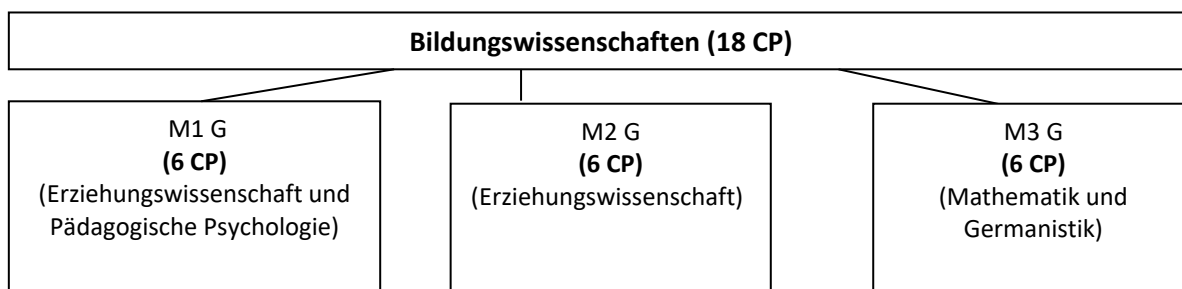 Bildungswissenschaften (18 CP)
M1 G
(6 CP)
(Erziehungswissenschaft und
Pädagogische Psychologie)
M2 G
(6 CP)
(Erziehungswissenschaft)
M3 G
(6 CP)
(Mathematik und
Germanistik)